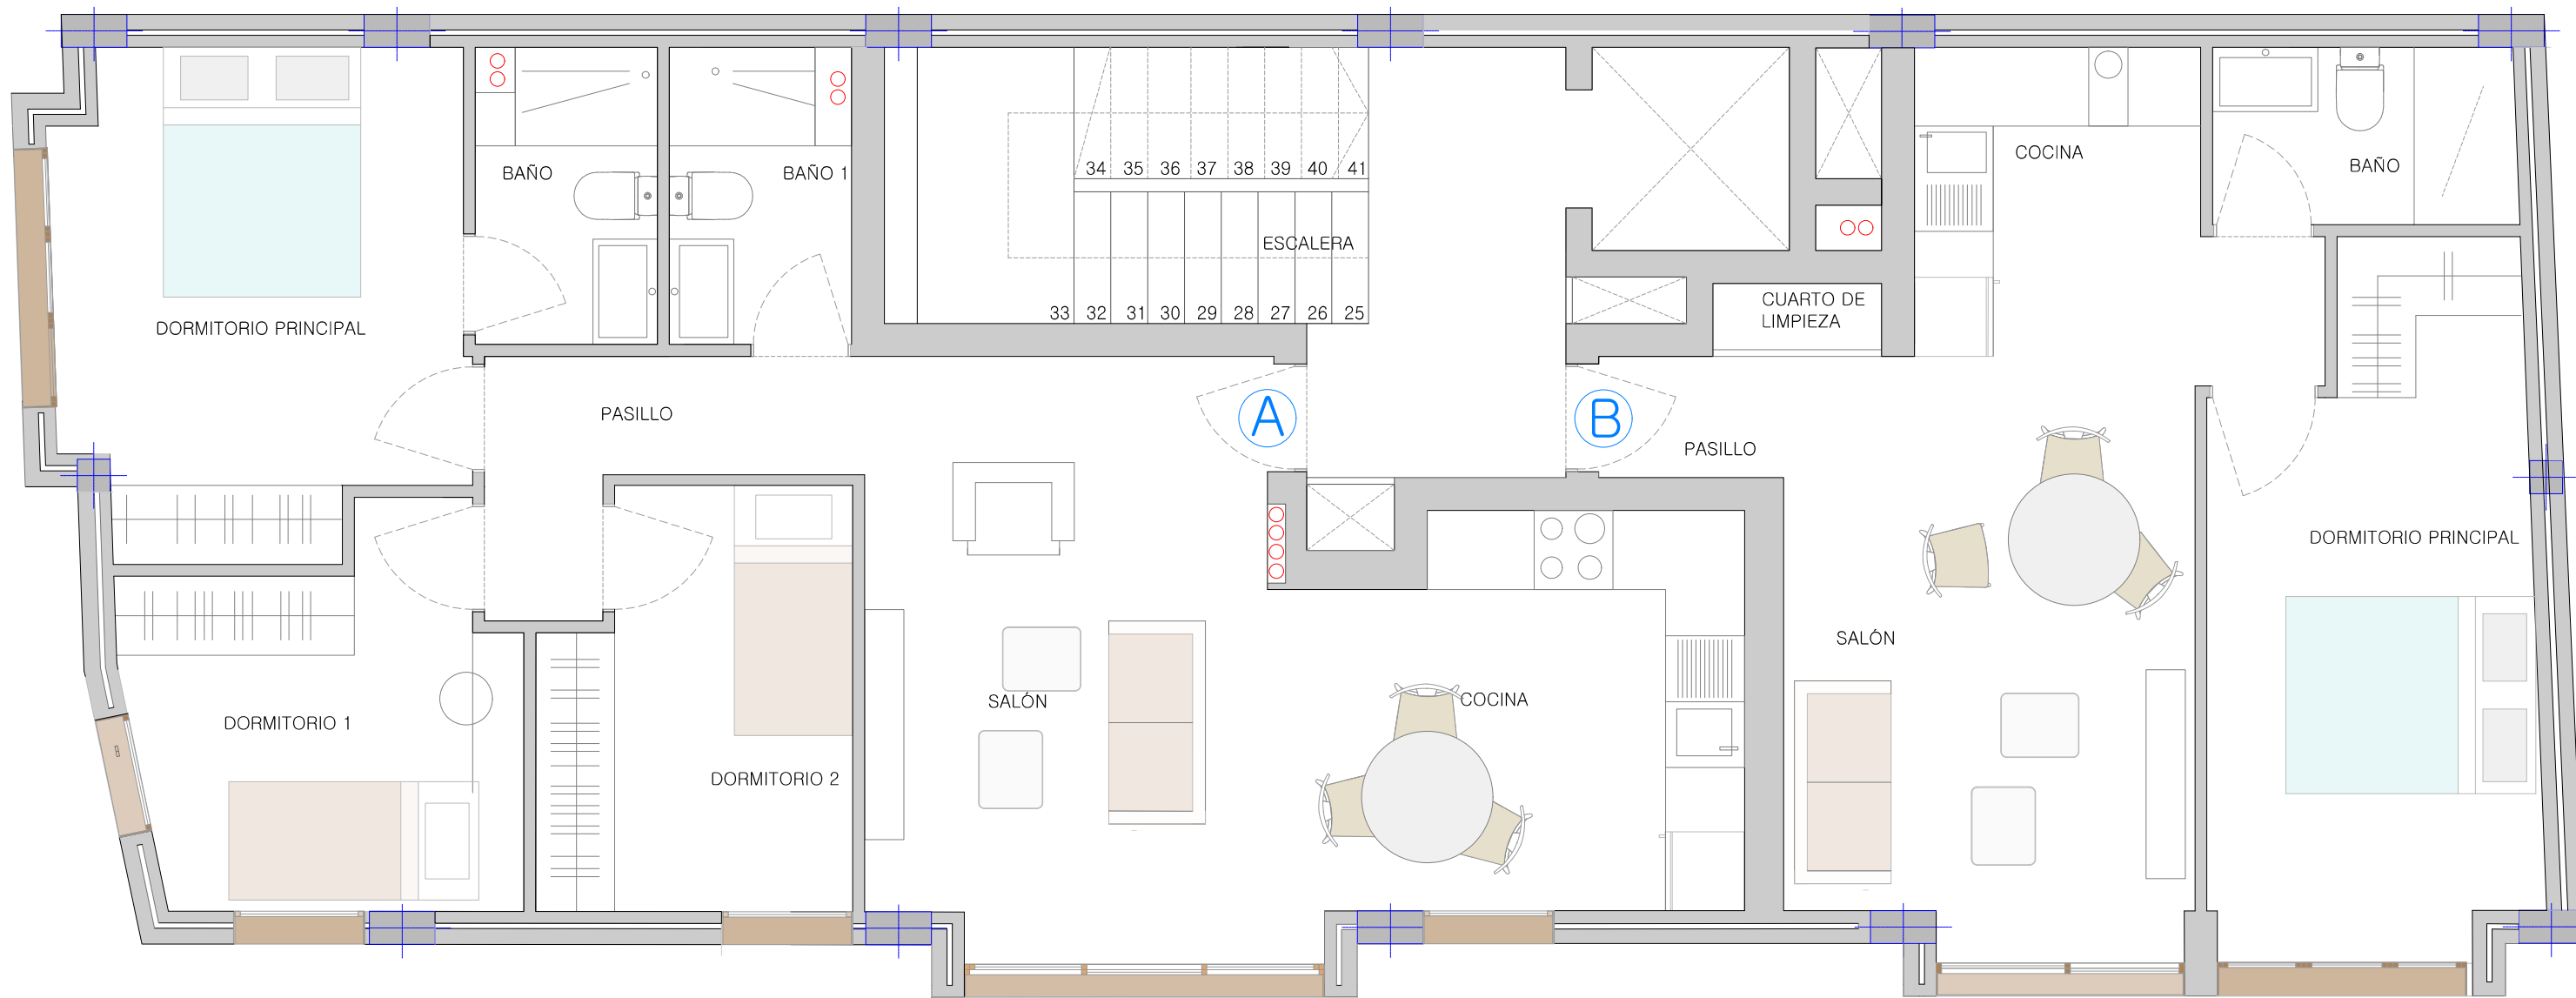 BAÑO
BAÑO 1
34 35 36 37 38 39 40 41
ESCALERA
33 32 31 30 29 28 27 26 25
COCINA
BAÑO
CUARTO DE
LIMPIEZA
DORMITORIO PRINCIPAL
PASILLO
A
B
PASILLO
DORMITORIO PRINCIPAL
SALÓN
SALÓN
COCINA
DORMITORIO 1
DORMITORIO 2